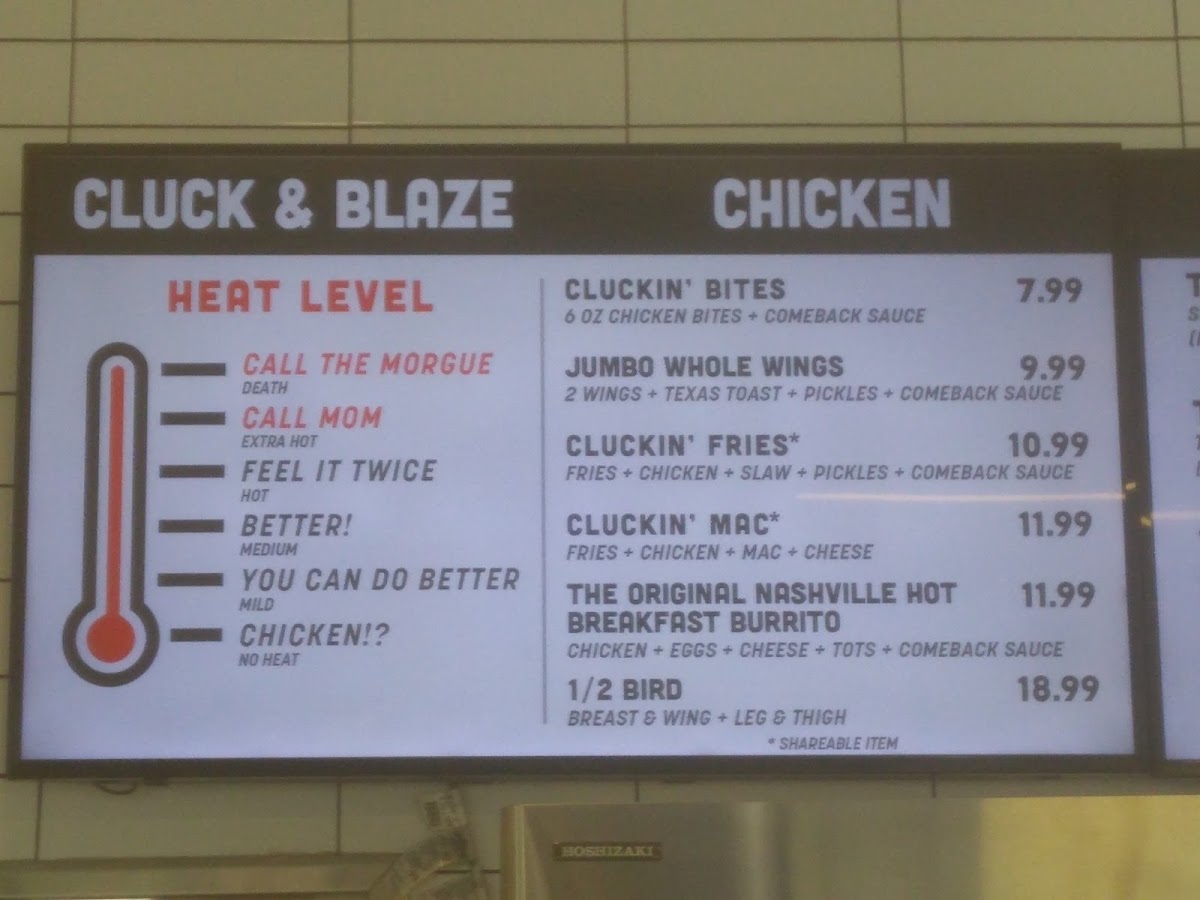 CLUCK & BLAZE
HEAT LEVEL
CALL THE MORGUE
DEATH
CALL MOM
EXTRA HOT
FEEL IT TWICE
HOT
BETTER!
MEDIUM
YOU CAN DO BETTER
MILD
CHICKEN!?
NO HEAT
CHICKEN
CLUCKIN' BITES 7.99
6 OZ CHICKEN BITES + COMEBACK SAUCE
JUMBO WHOLE WINGS 9.99
2 WINGS + TEXAS TOAST + PICKLES + COMEBACK SAUCE
CLUCKIN' FRIES* 10.99
FRIES + CHICKEN + SLAW + PICKLES + COMEBACK SAUCE
CLUCKIN' MAC* 11.99
FRIES + CHICKEN + MAC + CHEESE
THE ORIGINAL NASHVILLE HOT 11.99
BREAKFAST BURRITO
CHICKEN + EGGS + CHEESE + TOTS + COMEBACK SAUCE
1/2 BIRD 18.99
BREAST & WING + LEG & THIGH
* SHAREABLE ITEM
HOSHIZAKI